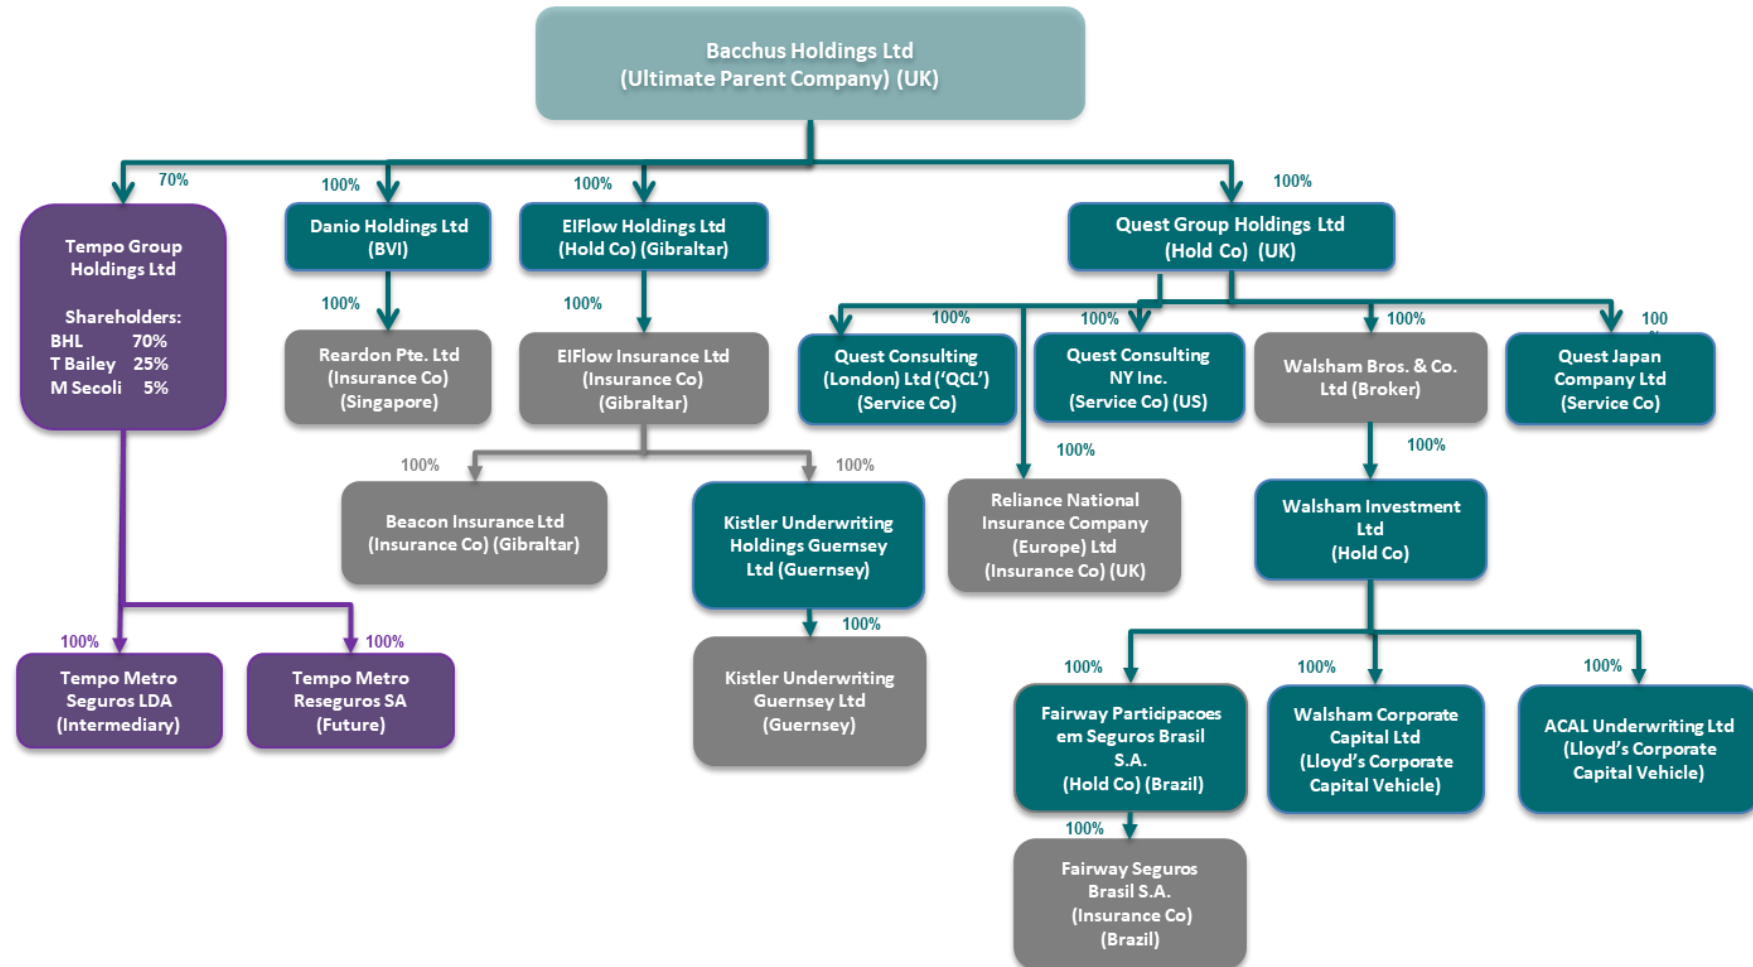 Bacchus Holdings Ltd
(Ultimate Parent Company) (UK)
70%
100%
100%
100%
Tempo Group
Holdings Ltd
Shareholders:
BHL 70%
T Bailey 25%
M Secoli 5%
Danio Holdings Ltd
(BVI)
ElFlow Holdings Ltd
(Hold Co) (Gibraltar)
Quest Group Holdings Ltd
(Hold Co) (UK)
100%
100%
100%
100%
100%
100%
Reardon Pte. Ltd
(Insurance Co)
(Singapore)
ElFlow Insurance Ltd
(Insurance Co)
(Gibraltar)
Quest Consulting
(London) Ltd (‘QCL’)
(Service Co)
Quest Consulting
NY Inc.
(Service Co) (US)
Walsham Bros. & Co.
Ltd (Broker)
Quest Japan
Company Ltd
(Service Co)
100%
100%
100%
100%
Beacon Insurance Ltd
(Insurance Co) (Gibraltar)
Kistler Underwriting
Holdings Guernsey
Ltd (Guernsey)
Reliance National
Insurance Company
(Europe) Ltd
(Insurance Co) (UK)
Walsham Investment
Ltd
(Hold Co)
100%
100%
100%
100%
100%
100%
Tempo Metro
Seguros LDA
(Intermediary)
Tempo Metro
Reseguros SA
(Future)
Kistler Underwriting
Guernsey Ltd
(Guernsey)
Fairway Participacoes
em Seguros Brasil
S.A.
(Hold Co) (Brazil)
Walsham Corporate
Capital Ltd
(Lloyd’s Corporate
Capital Vehicle)
ACAL Underwriting Ltd
(Lloyd’s Corporate
Capital Vehicle)
100%
Fairway Seguros
Brasil S.A.
(Insurance Co)
(Brazil)